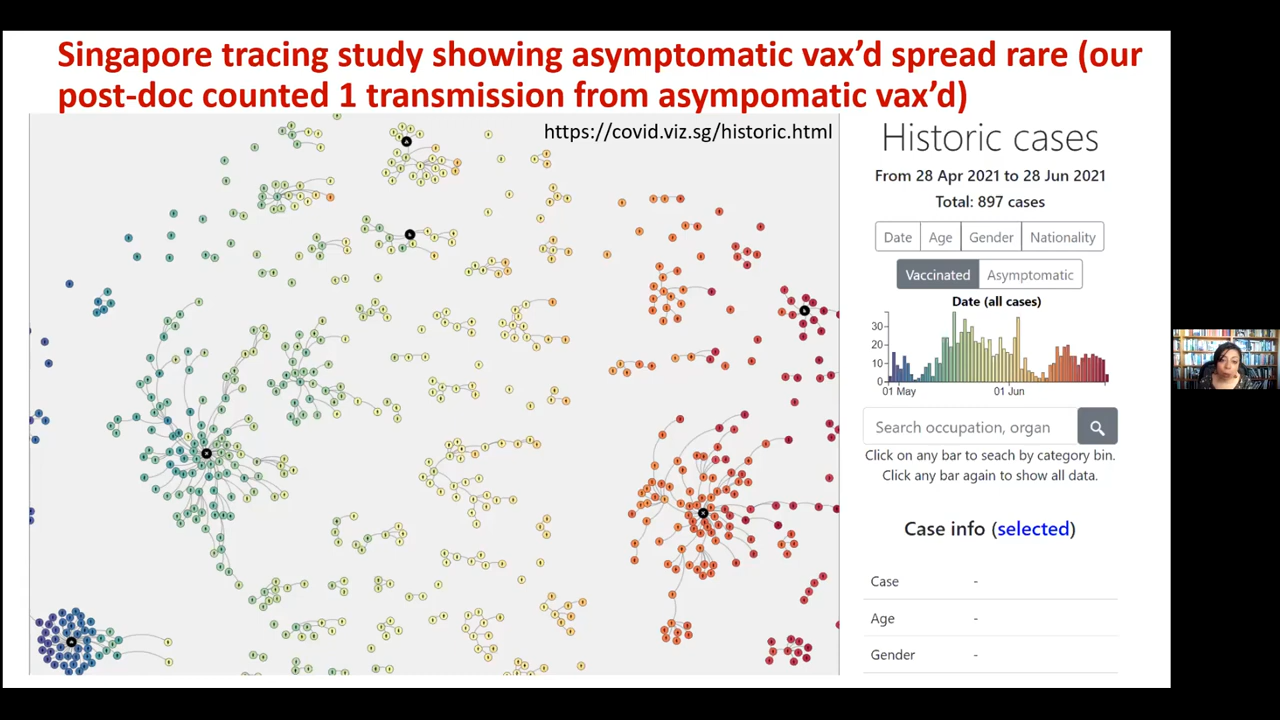 Singapore tracing study showing asymptomatic vax'd spread rare (our
post-doc counted 1 transmission from asympomatic vax'd)
https://covid.viz.sg/historic.html
Historic cases
From 28 Apr 2021 to 28 Jun 2021
Total: 897 cases
Date Age Gender Nationality
Vaccinated Asymptomatic
Date (all cases)
30
20
10
0
01 May 01 Jun
Search occupation, organ
Click on any bar to seach by category bin.
Click any bar again to show all data.
Case info (selected)
Case -
Age -
Gender -